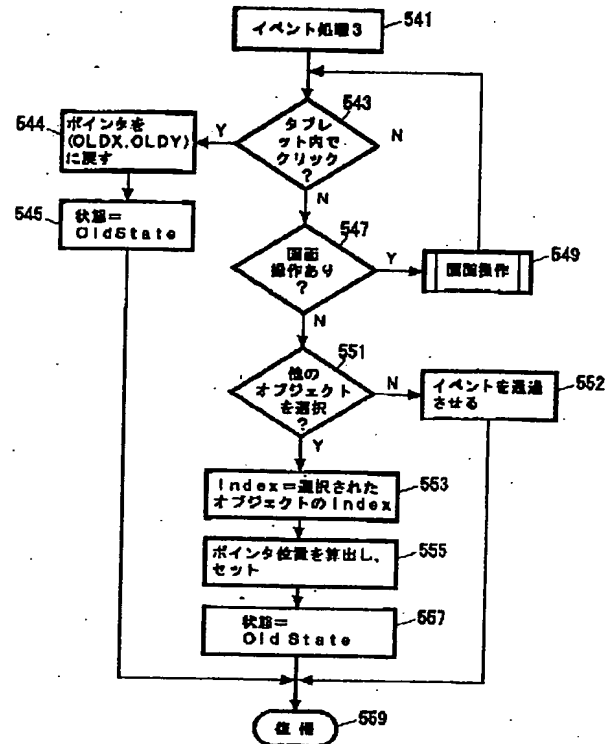 イベント処理3
541
543
タブレ
ット内で
クリック
?
Y
N
N
544
ポインタを
(OLDX,OLDY)
に戻す
545
状態=
OldState
547
画面
操作あり
?
Y
N
549
画面操作
551
他の
オブジェクト
を選択
?
N
Y
552
イベントを通過
させる
553
Index=選択された
オブジェクトのIndex
555
ポインタ位置を算出し、
セット
557
状態=
Old State
559
復帰